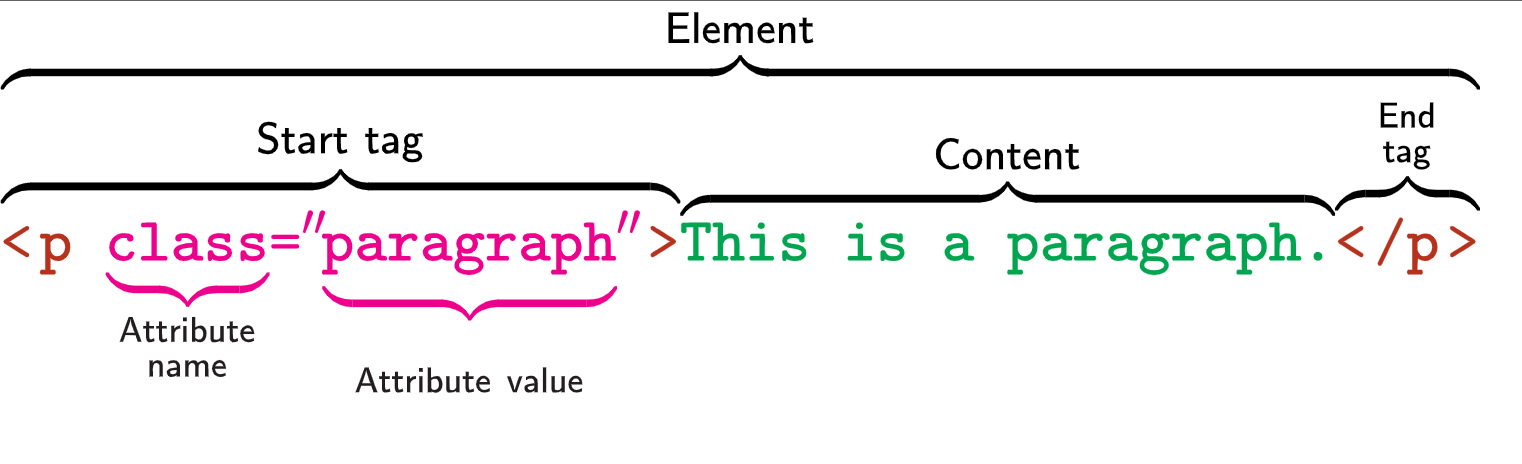 Element
Start tag
Content
End
tag
<p class="paragraph">This is a paragraph.</p>
Attribute
name
Attribute value